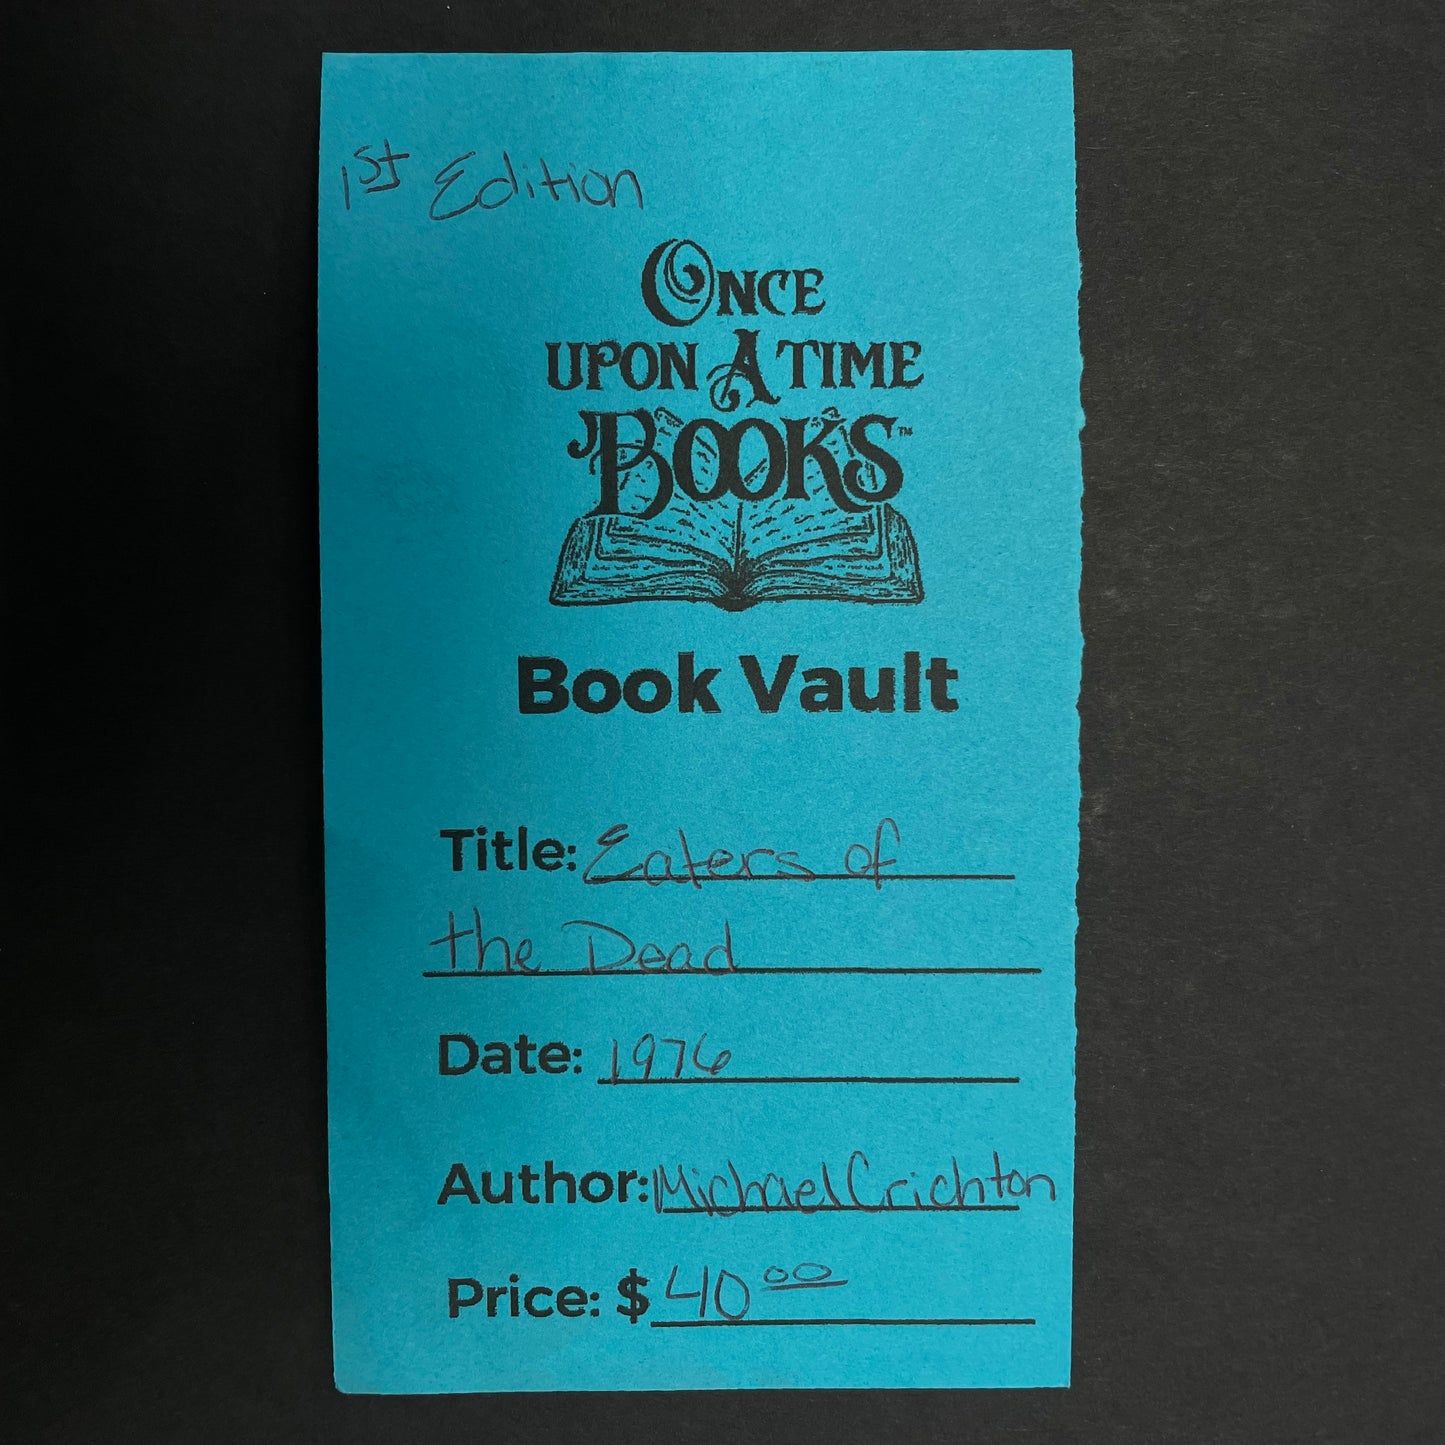 1st Edition
ONCE
UPON A TIME
BOOKS™
Book Vault
Title: Eaters of
the Dead
Date: 1976
Author: Michael Crichton
Price: $ 40 00